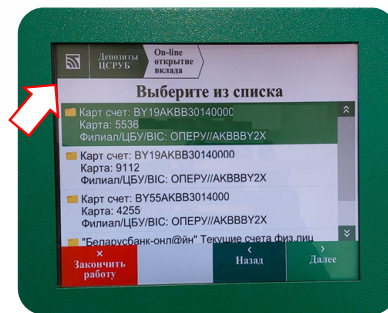 Депозиты
ЦСРУБ
On-line
открытие
вклада
Выберите из списка
Карт счет: BY19AKBB30140000
Карта: 5536
Филиал/ЦБУ/BIC: ОПЕРУ//AKBBBY2X
Карт счет: BY19AKBB30140000
Карта: 9112
Филиал/ЦБУ/BIC: ОПЕРУ//AKBBBY2X
Карт счет: BY55AKBB3014000
Карта: 4255
Филиал/ЦБУ/BIC: ОПЕРУ//AKBBBY2X
"Беларусбанк-онл@йн" Текущие счета физ.лиц
Закончить
работу
Назад
Далее